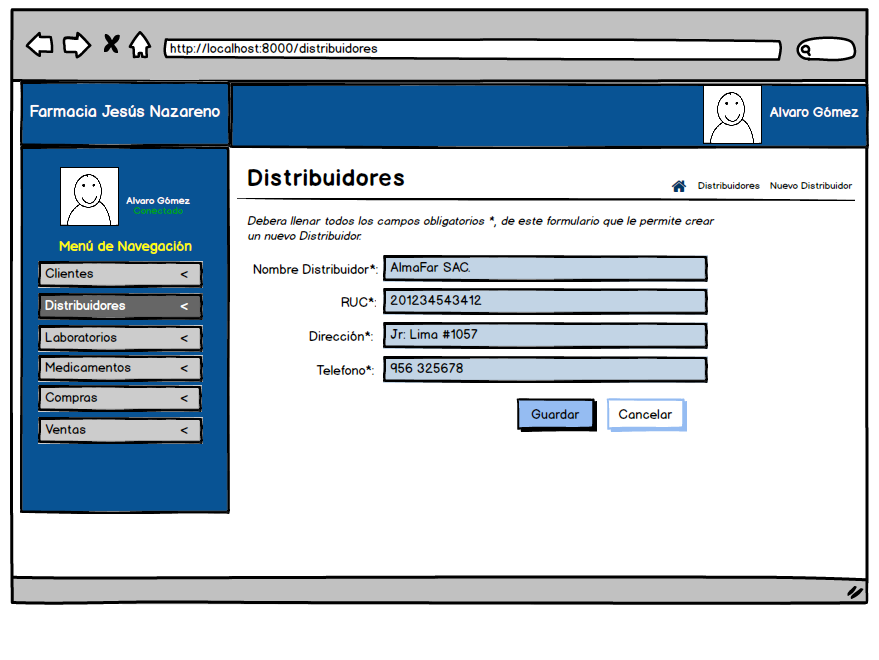 http://localhost:8000/distribuidores
Farmacia Jesús Nazareno
Alvaro Gómez
Alvaro Gómez
Conectado
Menú de Navegación
Clientes <
Distribuidores <
Laboratorios <
Medicamentos <
Compras <
Ventas <
Distribuidores
Distribuidores Nuevo Distribuidor
Debera llenar todos los campos obligatorios *, de este formulario que le permite crear
un nuevo Distribuidor.
Nombre Distribuidor*: AlmaFar SAC.
RUC*: 201234543412
Dirección*: Jr: Lima #1057
Telefono*: 956 325678
Guardar Cancelar